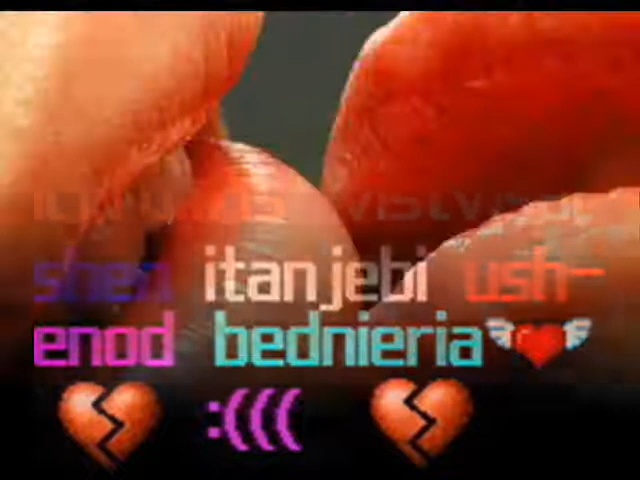 shen itanjebi ush-
enod bednieria
:(((